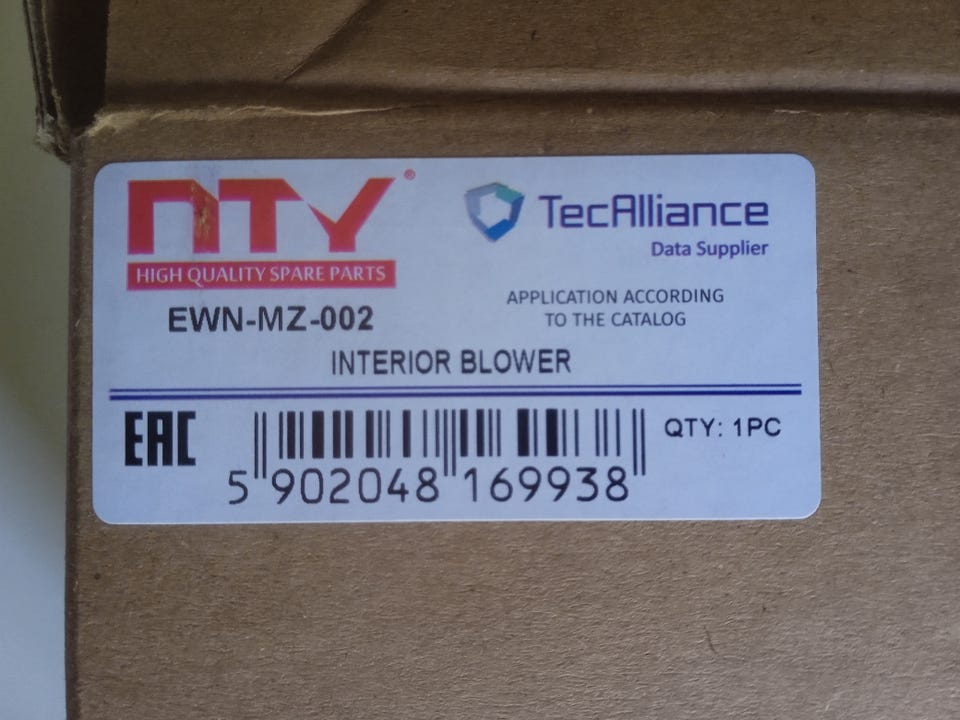 NTY®
HIGH QUALITY SPARE PARTS
EWN-MZ-002
TecAlliance
Data Supplier
APPLICATION ACCORDING
TO THE CATALOG
INTERIOR BLOWER
EAC
QTY: 1PC
5 902048 169938